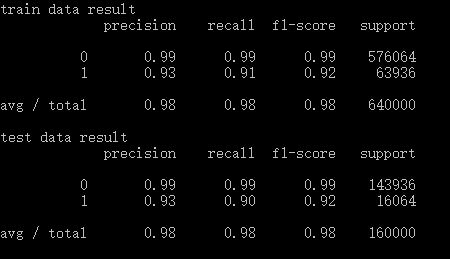 train data result
precision recall f1-score support
0 0.99 0.99 0.99 576064
1 0.93 0.91 0.92 63936
avg / total 0.98 0.98 0.98 640000
test data result
precision recall f1-score support
0 0.99 0.99 0.99 143936
1 0.93 0.90 0.92 16064
avg / total 0.98 0.98 0.98 160000